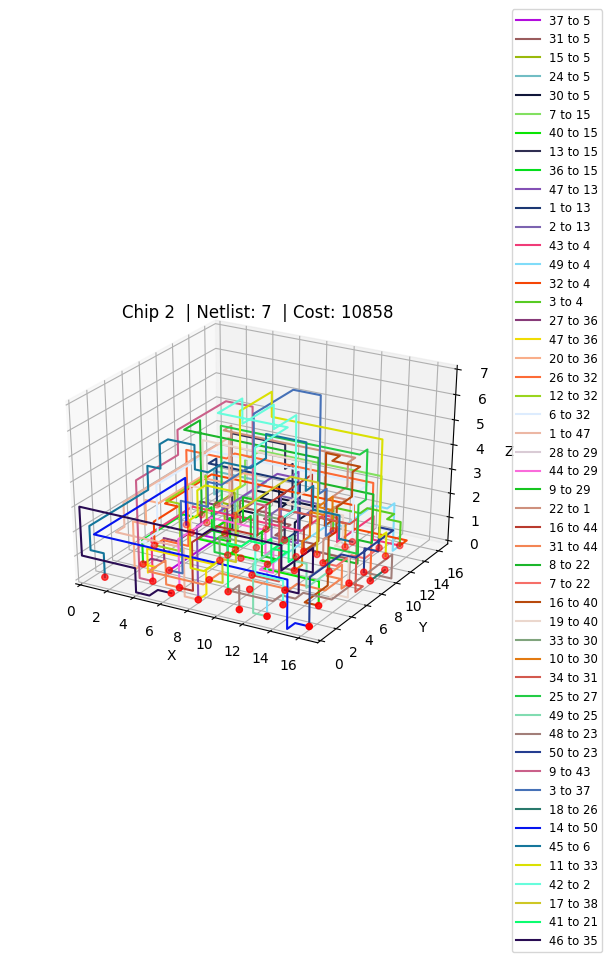 Chip 2 | Netlist: 7 | Cost: 10858
7
6
5
4
3
2
1
0
Z
0
2
4
6
8
10
12
14
16
X
0
2
4
6
8
10
12
14
16
Y
37 to 5
31 to 5
15 to 5
24 to 5
30 to 5
7 to 15
40 to 15
13 to 15
36 to 15
47 to 13
1 to 13
2 to 13
43 to 4
49 to 4
32 to 4
3 to 4
27 to 36
47 to 36
20 to 36
26 to 32
12 to 32
6 to 32
1 to 47
28 to 29
44 to 29
9 to 29
22 to 1
16 to 44
31 to 44
8 to 22
7 to 22
16 to 40
19 to 40
33 to 30
10 to 30
34 to 31
25 to 27
49 to 25
48 to 23
50 to 23
9 to 43
3 to 37
18 to 26
14 to 50
45 to 6
11 to 33
42 to 2
17 to 38
41 to 21
46 to 35